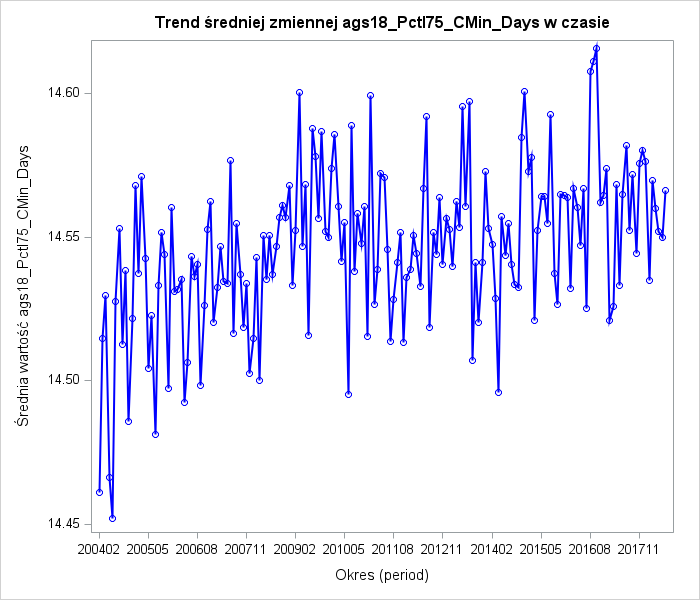 Trend średniej zmiennej ags18_Pctl75_CMin_Days w czasie
Średnia wartość ags18_Pctl75_CMin_Days
14.60
14.55
14.50
14.45
200402 200505 200608 200711 200902 201005 201108 201211 201402 201505 201608 201711
Okres (period)